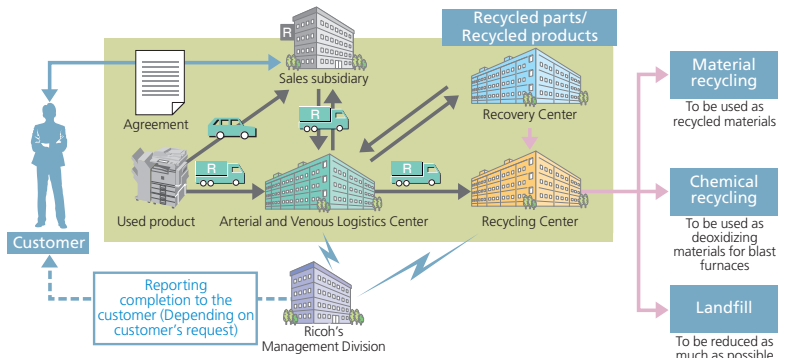 Recycled parts/
Recycled products
R
Sales subsidiary
Agreement
R
Recovery Center
R
R
Used product
Arterial and Venous Logistics Center
Recycling Center
Customer
Reporting
completion to the
customer (Depending on
customer's request)
Ricoh's
Management Division
Material
recycling
To be used as
recycled materials
Chemical
recycling
To be used as
deoxidizing
materials for blast
furnaces
Landfill
To be reduced as
much as possible